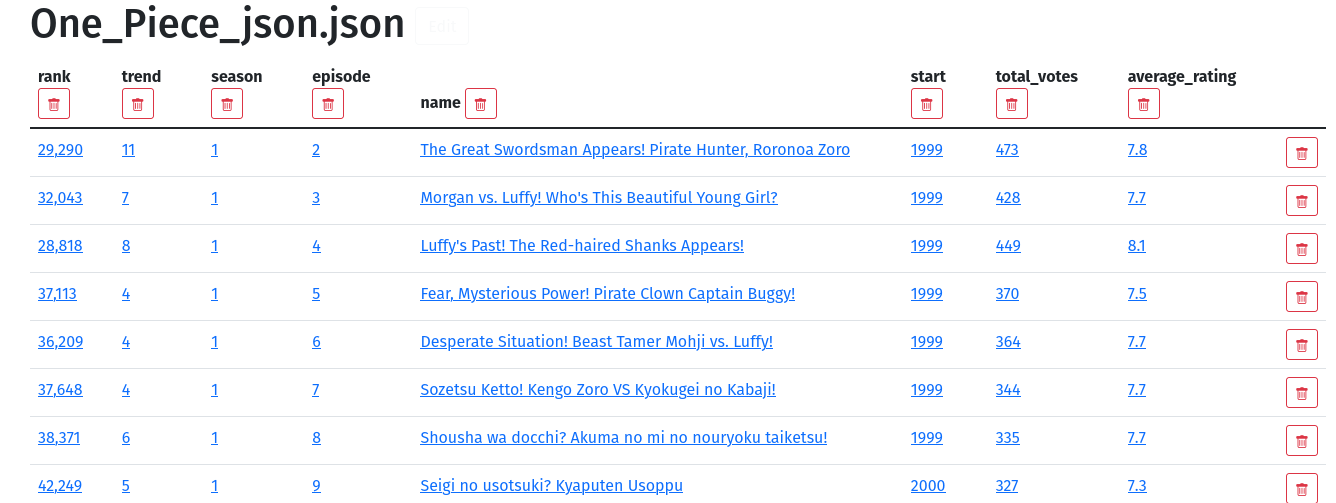 One_Piece_json.json Edit
rank trend season episode name start total_votes average_rating
29,290 11 1 2 The Great Swordsman Appears! Pirate Hunter, Roronoa Zoro 1999 473 7.8
32,043 7 1 3 Morgan vs. Luffy! Who's This Beautiful Young Girl? 1999 428 7.7
28,818 8 1 4 Luffy's Past! The Red-haired Shanks Appears! 1999 449 8.1
37,113 4 1 5 Fear, Mysterious Power! Pirate Clown Captain Buggy! 1999 370 7.5
36,209 4 1 6 Desperate Situation! Beast Tamer Mohji vs. Luffy! 1999 364 7.7
37,648 4 1 7 Sozetsu Ketto! Kengo Zoro VS Kyokugei no Kabaji! 1999 344 7.7
38,371 6 1 8 Shousha wa docchi? Akuma no mi no nouryoku taiketsu! 1999 335 7.7
42,249 5 1 9 Seigi no usotsuki? Kyaputen Usoppu 2000 327 7.3